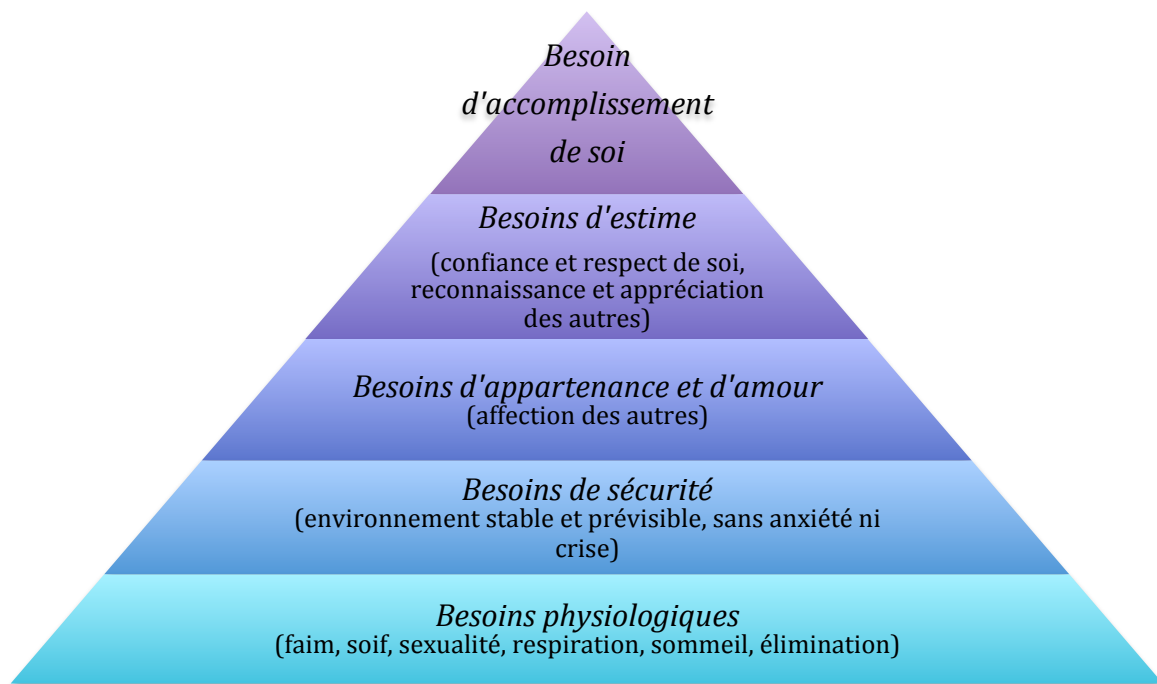 Besoin
d'accomplissement
de soi
Besoins d'estime
(confiance et respect de soi,
reconnaissance et appréciation
des autres)
Besoins d'appartenance et d'amour
(affection des autres)
Besoins de sécurité
(environnement stable et prévisible, sans anxiété ni
crise)
Besoins physiologiques
(faim, soif, sexualité, respiration, sommeil, élimination)